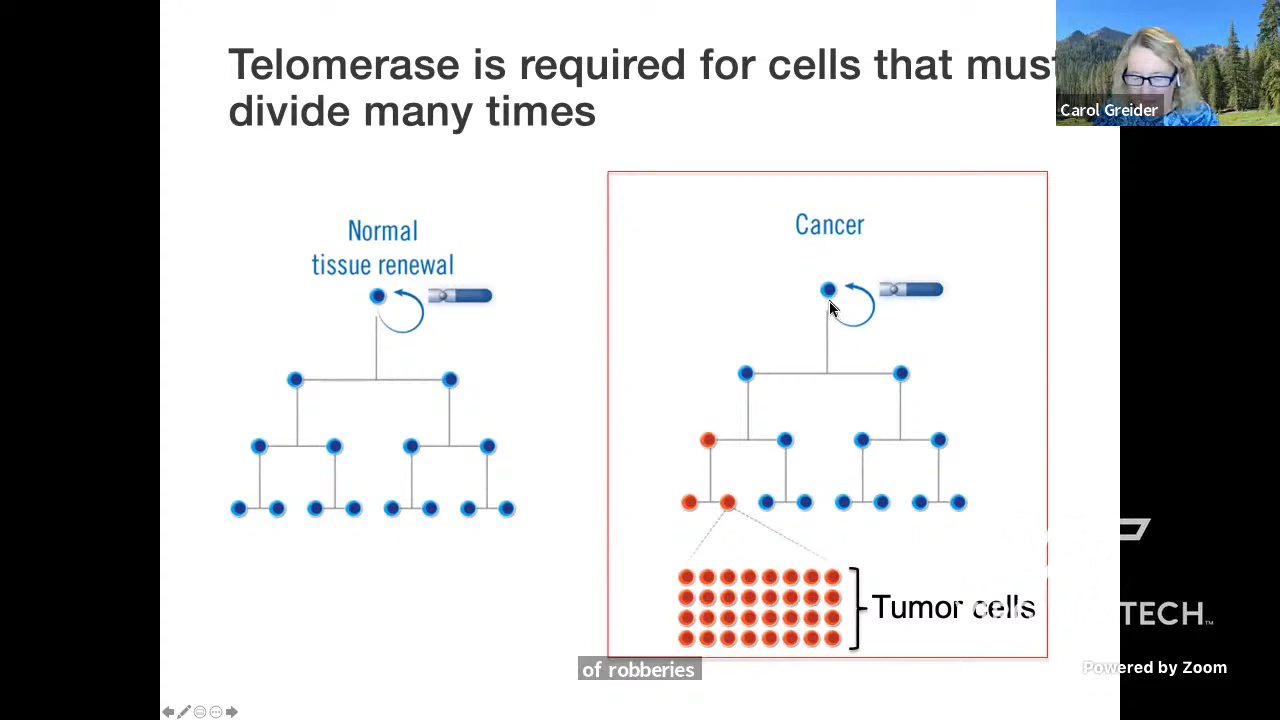 Telomerase is required for cells that must
divide many times
Carol Greider
Normal
tissue renewal
Cancer
Tumor cells
TECH™
of robberies
Powered by Zoom